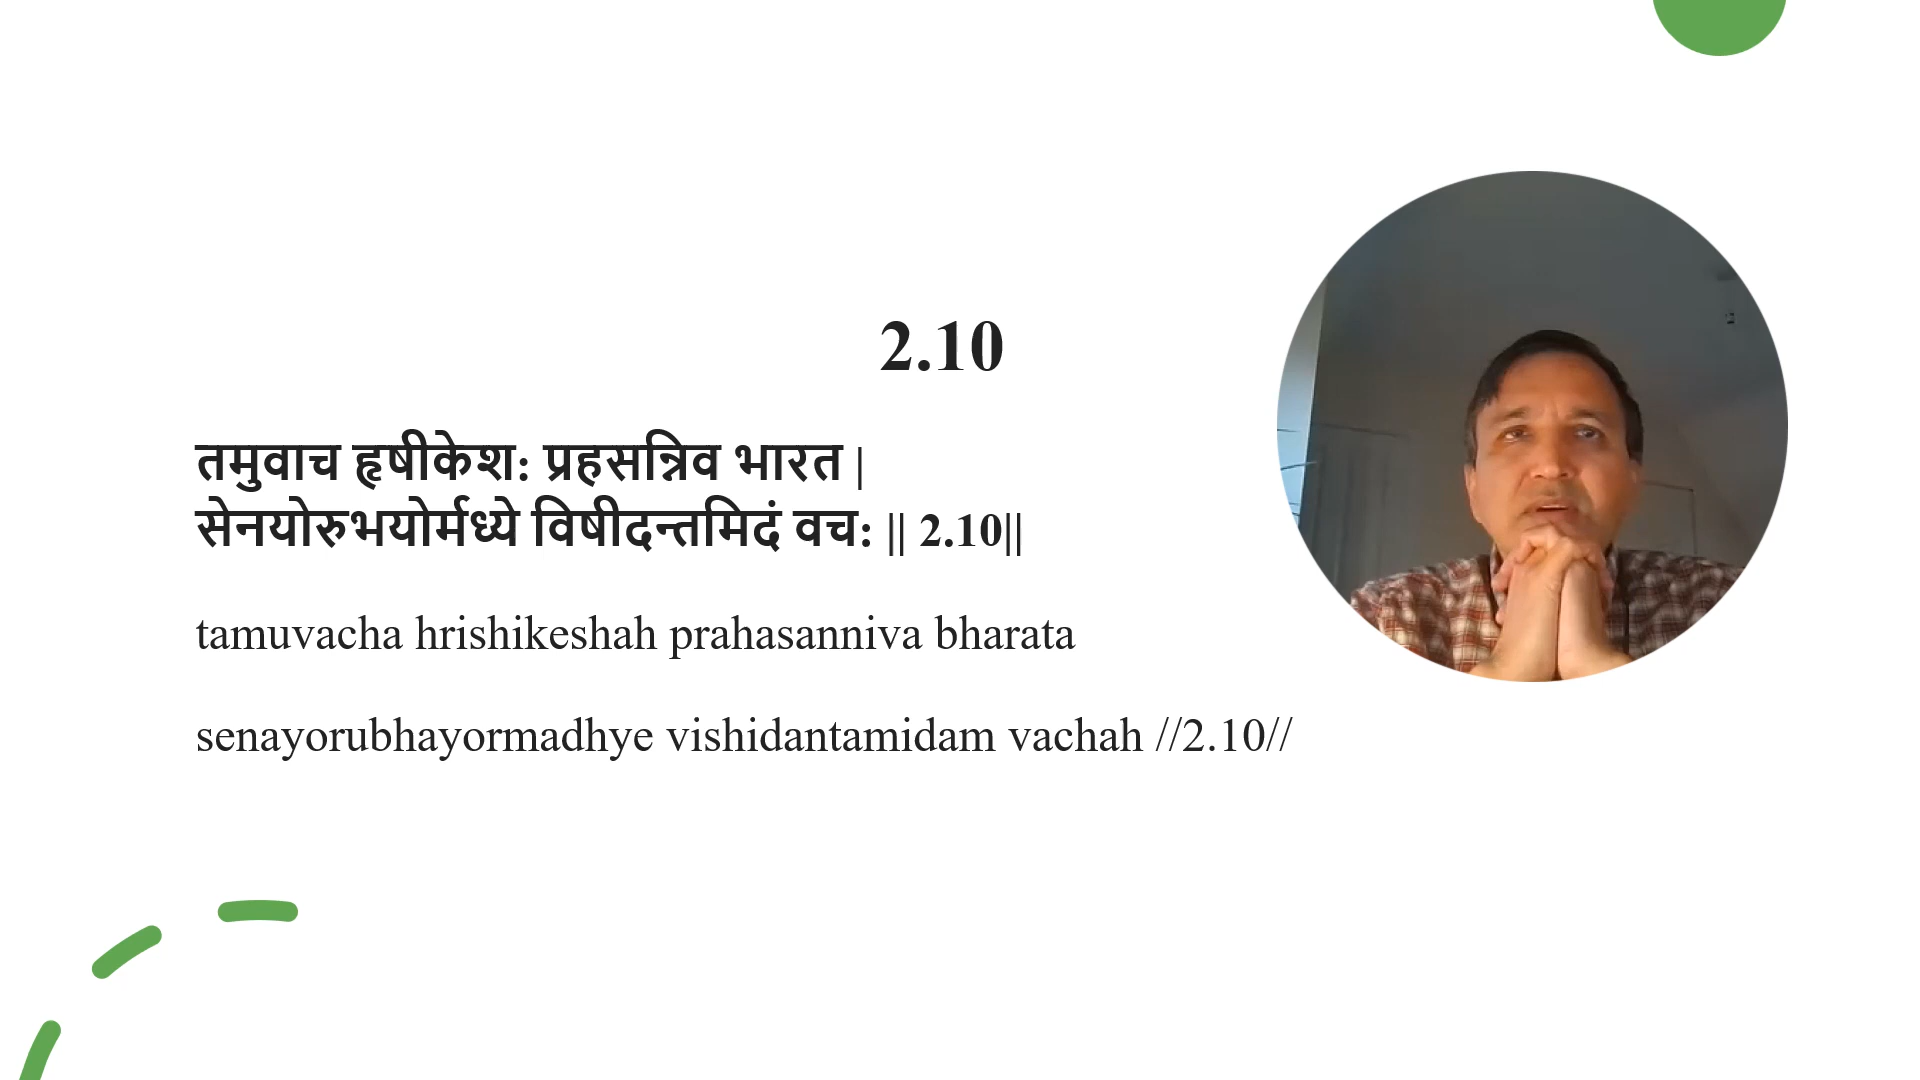 2.10
तमुवाच हृषीकेश: प्रहसन्निव भारत |
सेनयोरुभयोर्मध्ये विषीदन्तमिदं वच: || 2.10||
tamuvacha hrishikeshah prahasanniva bharata
senayorubhayormadhye vishidantamidam vachah //2.10//